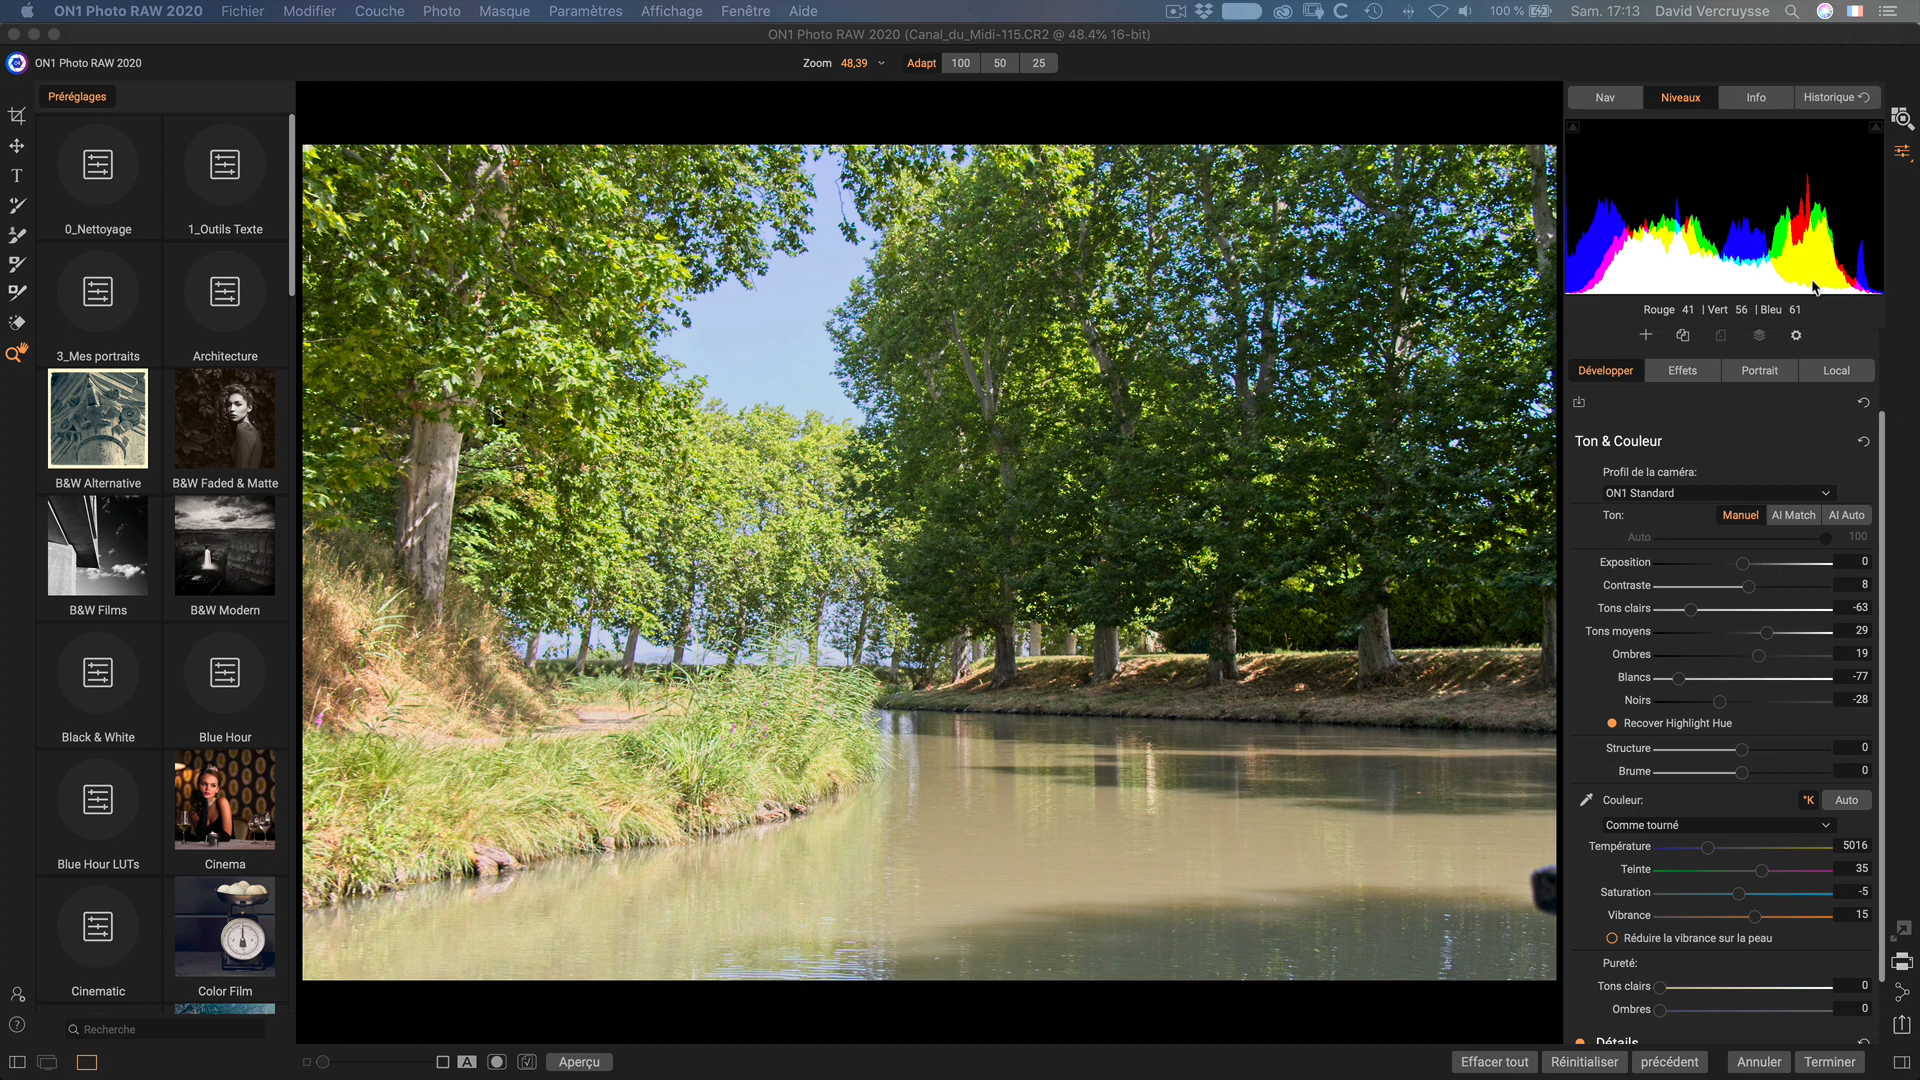 ON1 Photo RAW 2020 Fichier Modifier Couche Photo Masque Paramètres Affichage Fenêtre Aide 100 % Sam. 17:13 David Vercruysse
ON1 Photo RAW 2020 (Canal_du_Midi-115.CR2 @ 48.4% 16-bit)
ON1 Photo RAW 2020
Zoom 48,39 Adapt 100 50 25
Préréglages
0_Nettoyage
1_Outils Texte
3_Mes portraits
Architecture
B&W Alternative
B&W Faded & Matte
B&W Films
B&W Modern
Black & White
Blue Hour
Blue Hour LUTs
Cinema
Cinematic
Color Film
Recherche
Aperçu
Nav Niveaux Info Historique
Rouge 41 | Vert 56 | Bleu 61
Développer Effets Portrait Local
Ton & Couleur
Profil de la caméra:
ON1 Standard
Ton: Manuel AI Match AI Auto
Auto 100
Exposition 0
Contraste 8
Tons clairs -63
Tons moyens 29
Ombres 19
Blancs -77
Noirs -28
Recover Highlight Hue
Structure 0
Brume 0
Couleur: °K Auto
Comme tourné
Température 5016
Teinte 35
Saturation -5
Vibrance 15
Réduire la vibrance sur la peau
Pureté:
Tons clairs 0
Ombres 0
Détails
Effacer tout Réinitialiser précédent Annuler Terminer